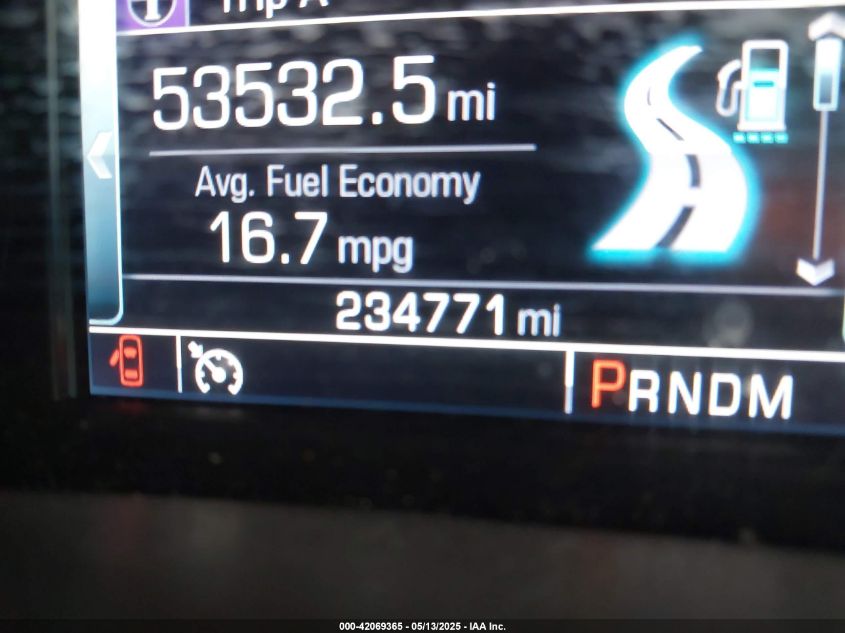 Trip A
53532.5 mi
Avg. Fuel Economy
16.7 mpg
234771 mi
PRNDM
000-42069365 - 05/13/2025 - IAA Inc.